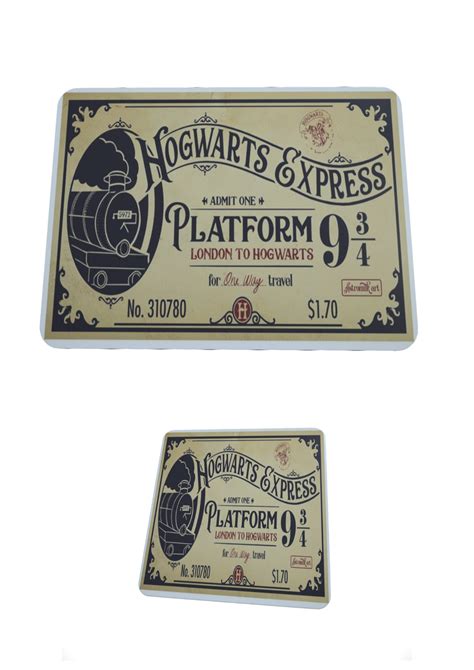 HOGWARTS
HOGWARTS EXPRESS
ADMIT ONE
PLATFORM 9 3/4
LONDON TO HOGWARTS
for One Way travel
5972
No. 310780
H
$1.70
HOGWARTS EXPRESS
ADMIT ONE
PLATFORM 9 3/4
LONDON TO HOGWARTS
for One Way travel
No. 310780
H
$1.70